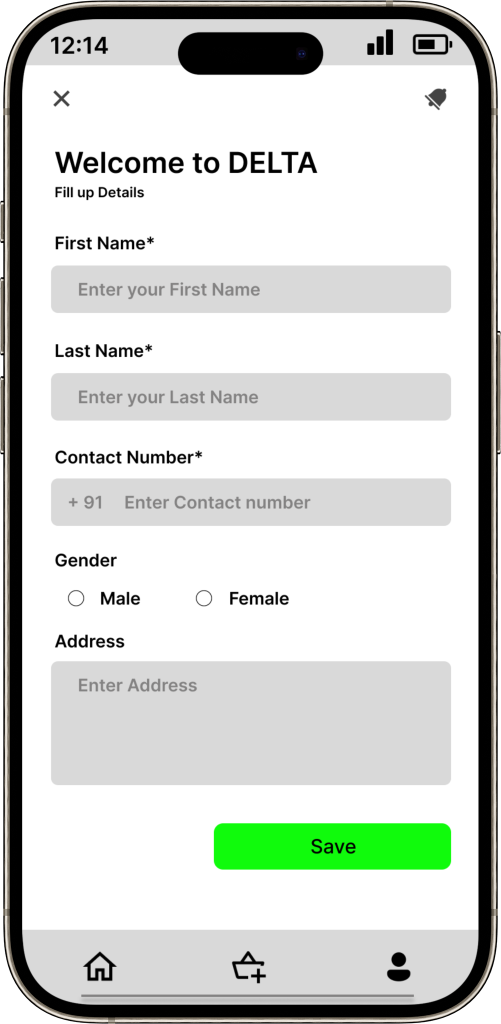 12:14
Welcome to DELTA
Fill up Details
First Name*
Enter your First Name
Last Name*
Enter your Last Name
Contact Number*
+ 91 Enter Contact number
Gender
Male Female
Address
Enter Address
Save